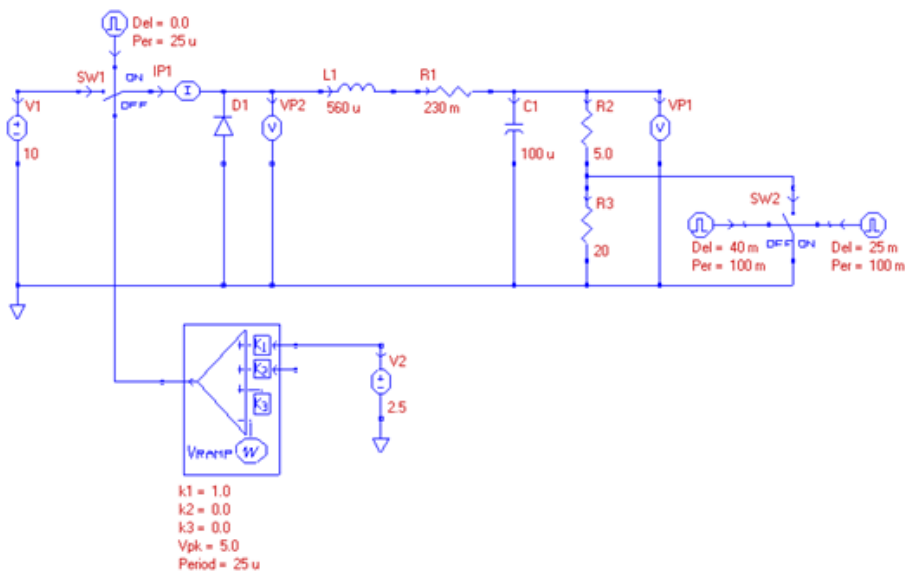 Del = 0.0
Per = 25 u
SW1
ON
OFF
IP1
I
V1
10
D1
VP2
V
L1
560 u
R1
230 m
C1
100 u
R2
5.0
VP1
V
R3
20
SW2
OFF ON
Del = 40 m
Per = 100 m
Del = 25 m
Per = 100 m
K1
K2
K3
VRAMP
W
V2
2.5
k1 = 1.0
k2 = 0.0
k3 = 0.0
Vpk = 5.0
Period = 25 u